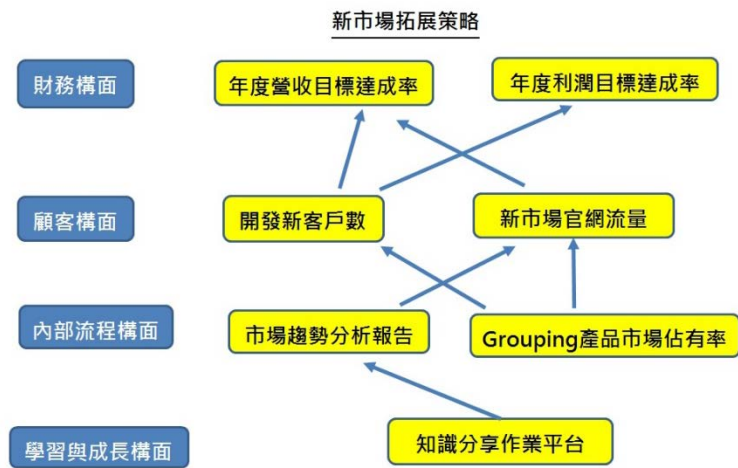 新市場拓展策略
財務構面
年度營收目標達成率
年度利潤目標達成率
顧客構面
開發新客戶數
新市場官網流量
內部流程構面
市場趨勢分析報告
Grouping產品市場佔有率
學習與成長構面
知識分享作業平台